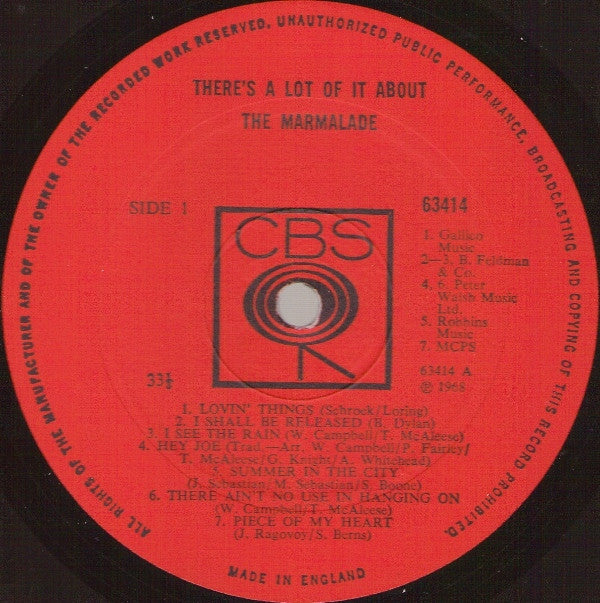 ALL RIGHTS OF THE MANUFACTURER AND OF THE OWNER OF THE RECORDED WORK RESERVED. UNAUTHORIZED PUBLIC PERFORMANCE, BROADCASTING AND COPYING OF THIS RECORD PROHIBITED.
THERE'S A LOT OF IT ABOUT
THE MARMALADE
SIDE 1
63414
CBS
1. Gallico
Music
2—3. B. Feldman
& Co.
4, 6. Peter
Walsh Music
Ltd.
5. Robbins
Music
7. MCPS
33⅓
63414 A
℗ 1968
1. LOVIN' THINGS (Schrock/Loring)
2. I SHALL BE RELEASED (B. Dylan)
3. I SEE THE RAIN (W. Campbell/T. McAleese)
4. HEY JOE (Trad.—Arr. W. Campbell/P. Fairley/
T. McAleese/G. Knight/A. Whitehead)
5. SUMMER IN THE CITY
(J. Sebastian/M. Sebastian/S. Boone)
6. THERE AIN'T NO USE IN HANGING ON
(W. Campbell/T. McAleese)
7. PIECE OF MY HEART
(J. Ragovoy/S. Berns)
MADE IN ENGLAND